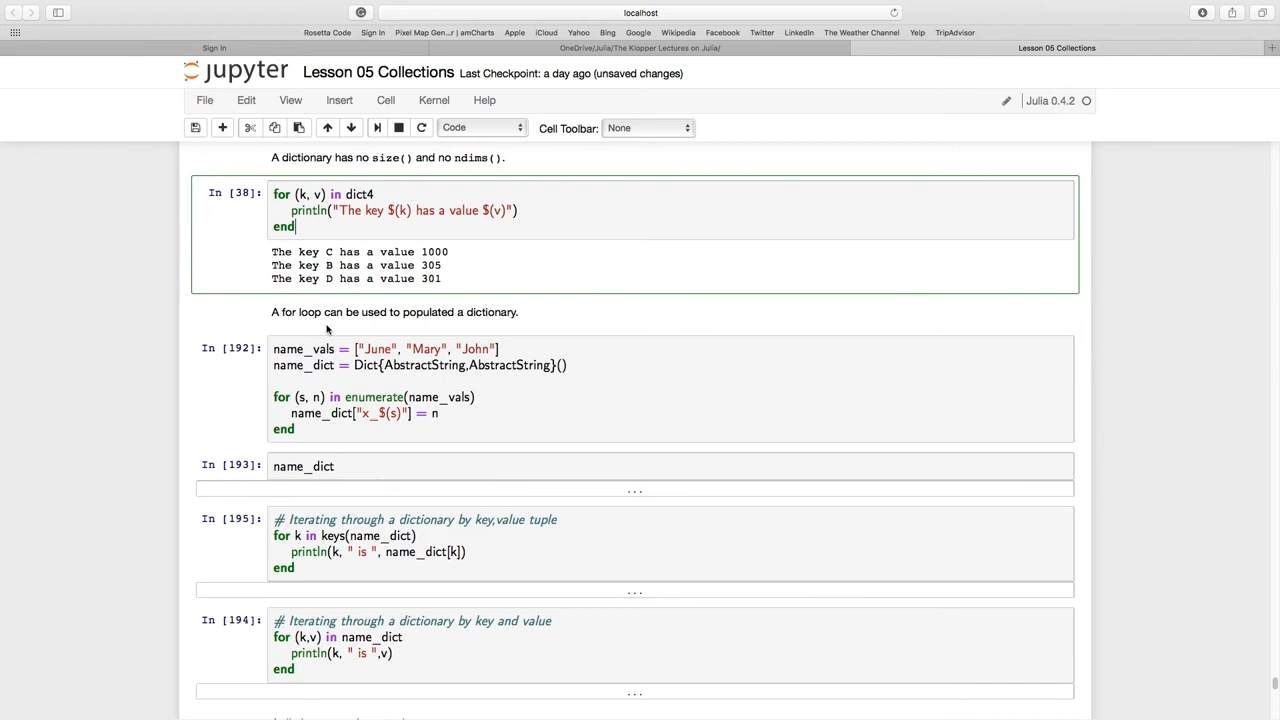 localhost
Rosetta Code Sign In Pixel Map Gen...r | amCharts Apple iCloud Yahoo Bing Google Wikipedia Facebook Twitter LinkedIn The Weather Channel Yelp TripAdvisor
Sign In OneDrive/Julia/The Klopper Lectures on Julia/ Lesson 05 Collections
jupyter Lesson 05 Collections Last Checkpoint: a day ago (unsaved changes)
File Edit View Insert Cell Kernel Help Julia 0.4.2
Code Cell Toolbar: None
A dictionary has no size() and no ndims().
In [38]: for (k, v) in dict4
println("The key $(k) has a value $(v)")
end
The key C has a value 1000
The key B has a value 305
The key D has a value 301
A for loop can be used to populated a dictionary.
In [192]: name_vals = ["June", "Mary", "John"]
name_dict = Dict{AbstractString,AbstractString}()
for (s, n) in enumerate(name_vals)
name_dict["x_$(s)"] = n
end
In [193]: name_dict
...
In [195]: # Iterating through a dictionary by key,value tuple
for k in keys(name_dict)
println(k, " is ", name_dict[k])
end
...
In [194]: # Iterating through a dictionary by key and value
for (k,v) in name_dict
println(k, " is ",v)
end
...